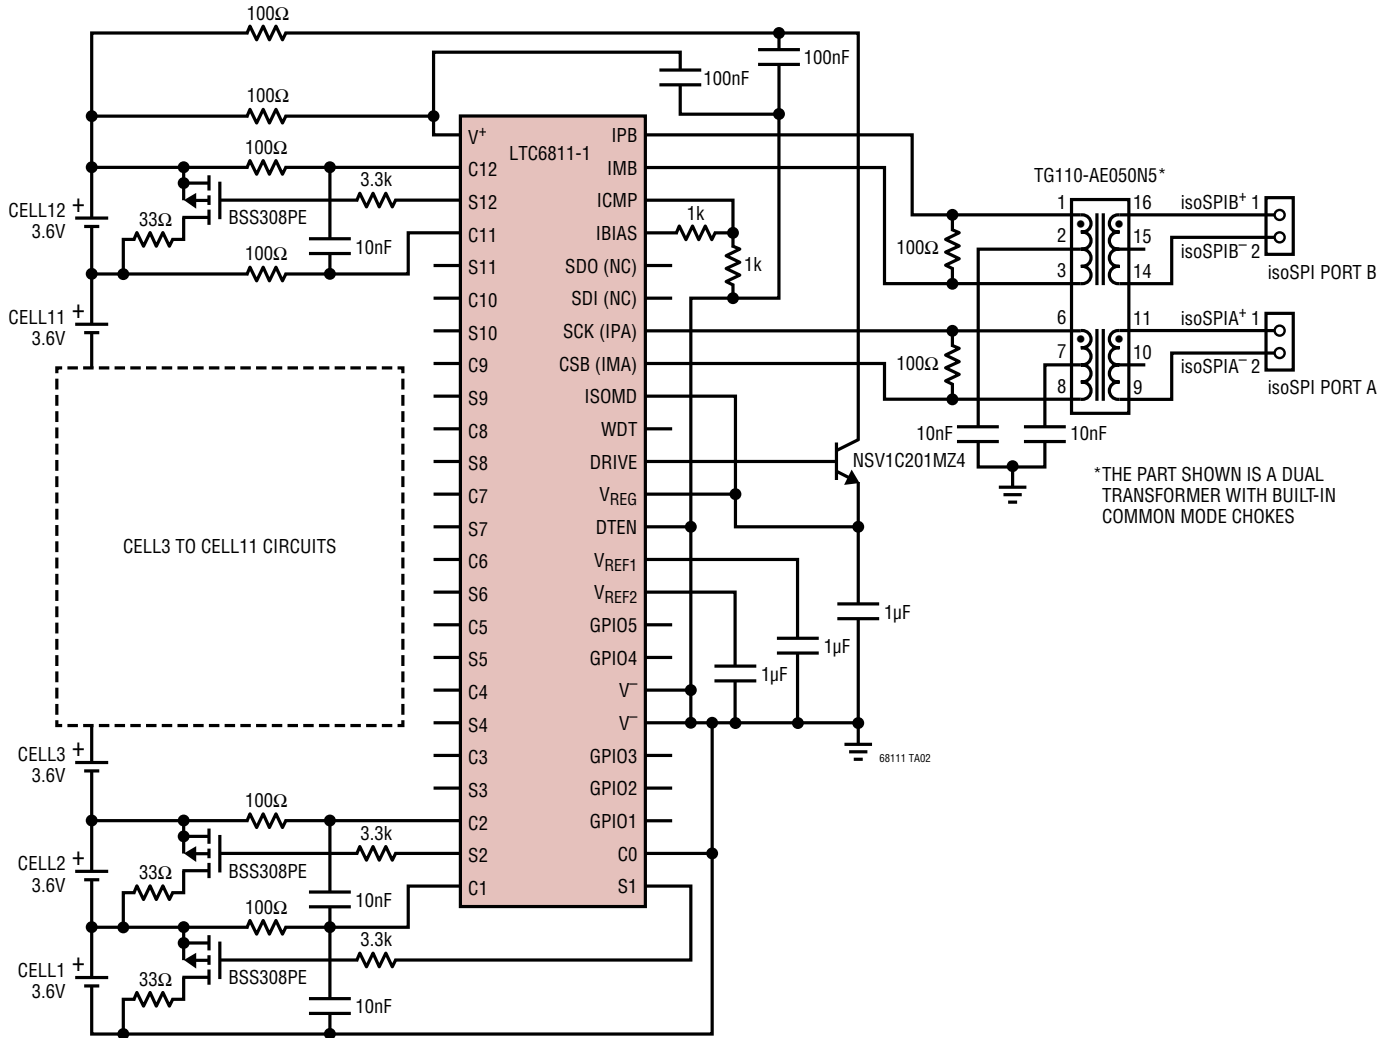 100Ω
100nF
100nF
100Ω
100Ω
3.3k
CELL12 +
3.6V
33Ω
BSS308PE
10nF
100Ω
CELL11 +
3.6V
CELL3 TO CELL11 CIRCUITS
CELL3 +
3.6V
100Ω
3.3k
CELL2 +
3.6V
33Ω
BSS308PE
10nF
100Ω
3.3k
CELL1 +
3.6V
33Ω
BSS308PE
10nF
LTC6811-1
V+
C12
S12
C11
S11
C10
S10
C9
S9
C8
S8
C7
S7
C6
S6
C5
S5
C4
S4
C3
S3
C2
S2
C1
IPB
IMB
ICMP
IBIAS
SDO (NC)
SDI (NC)
SCK (IPA)
CSB (IMA)
ISOMD
WDT
DRIVE
VREG
DTEN
VREF1
VREF2
GPIO5
GPIO4
V–
V–
GPIO3
GPIO2
GPIO1
C0
S1
1k
1k
NSV1C201MZ4
1µF
1µF
1µF
68111 TA02
100Ω
100Ω
10nF
10nF
TG110-AE050N5*
1
2
3
6
7
8
16
15
14
11
10
9
isoSPIB+ 1
isoSPIB– 2
isoSPI PORT B
isoSPIA+ 1
isoSPIA– 2
isoSPI PORT A
*THE PART SHOWN IS A DUAL
TRANSFORMER WITH BUILT-IN
COMMON MODE CHOKES